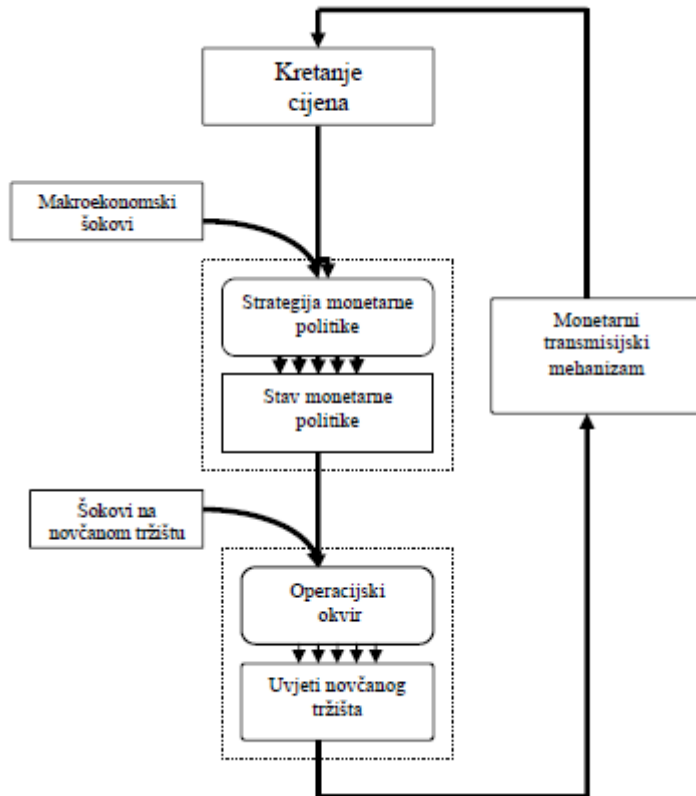 Kretanje
cijena
Makroekonomski
šokovi
Strategija monetarne
politike
Stav monetarne
politike
Monetarni
transmisijski
mehanizam
Šokovi na
novčanom tržištu
Operacijski
okvir
Uvjeti novčanog
tržišta